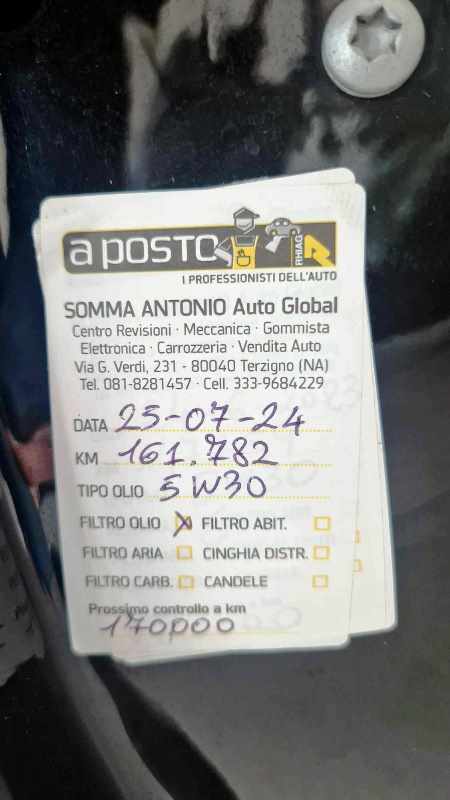 a posto
RHIAG
I PROFESSIONISTI DELL'AUTO
SOMMA ANTONIO Auto Global
Centro Revisioni · Meccanica · Gommista
Elettronica · Carrozzeria · Vendita Auto
Via G. Verdi, 231 - 80040 Terzigno (NA)
Tel. 081-8281457 · Cell. 333-9684229
DATA 25-07-24
KM 161.782
TIPO OLIO 5W30
FILTRO OLIO X FILTRO ABIT.
FILTRO ARIA CINGHIA DISTR.
FILTRO CARB. CANDELE
Prossimo controllo a km
170000